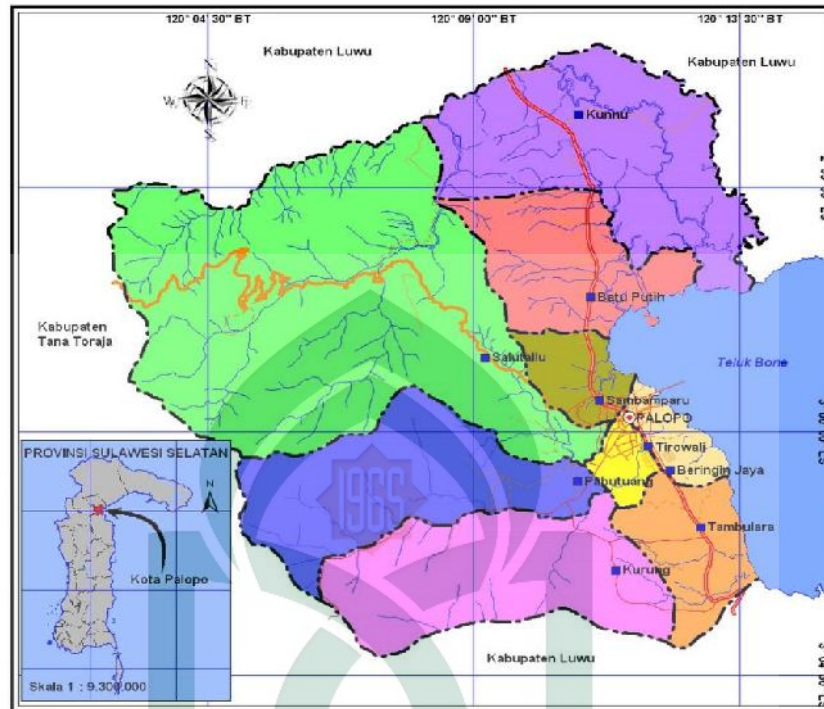 120° 04' 30" BT
120° 09' 00" BT
120° 13' 30" BT
Kabupaten Luwu
Kabupaten Luwu
Kunnu
Batu Putih
Kabupaten
Tana Toraja
Teluk Bone
Salutallu
Sambamparu
PALOPO
Tirowali
Beringin Jaya
Pabutuang
Tambulara
Kurung
Kabupaten Luwu
PROVINSI SULAWESI SELATAN
N
Kota Palopo
Skala 1 : 9.300.000
1965